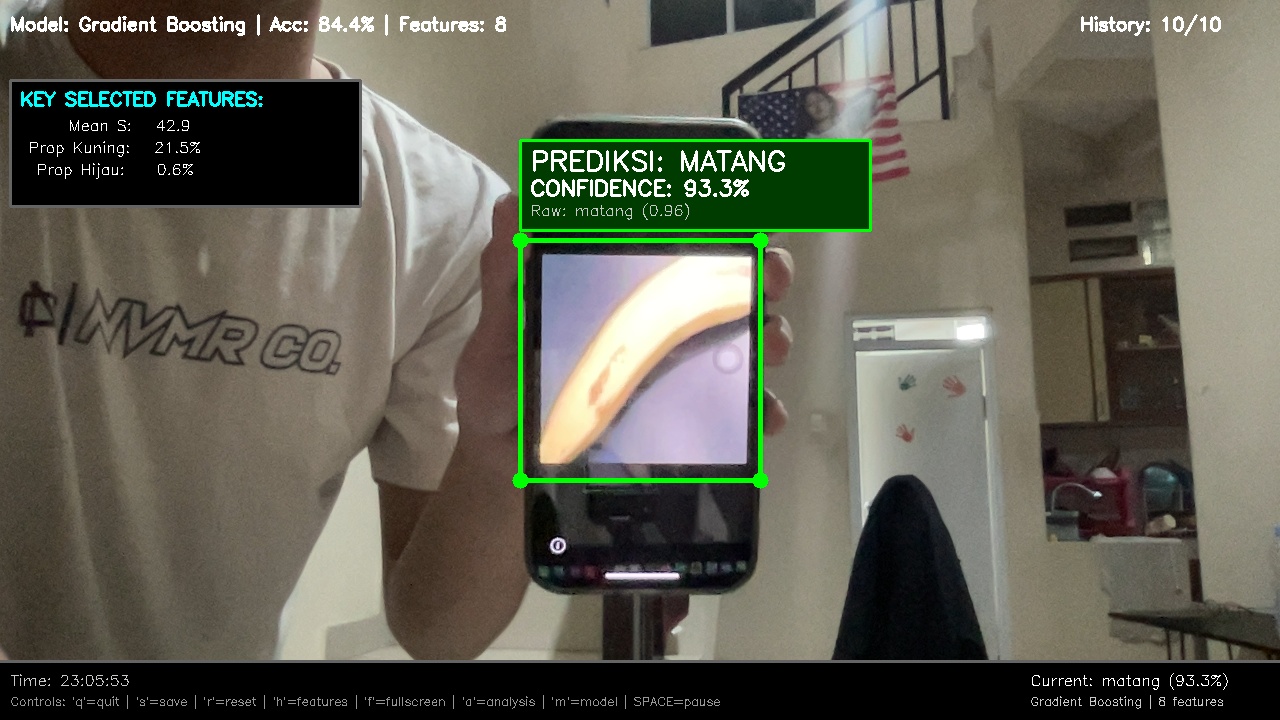 Model: Gradient Boosting | Acc: 84.4% | Features: 8
History: 10/10
KEY SELECTED FEATURES:
Mean S: 42.9
Prop Kuning: 21.5%
Prop Hijau: 0.6%
PREDIKSI: MATANG
CONFIDENCE: 93.3%
Raw: matang (0.96)
NVMR CO.
Time: 23:05:53
Controls: 'q'=quit | 's'=save | 'r'=reset | 'h'=features | 'f'=fullscreen | 'a'=analysis | 'm'=model | SPACE=pause
Current: matang (93.3%)
Gradient Boosting | 8 features